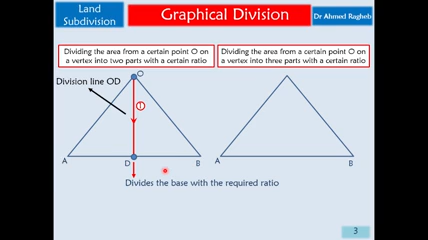 Land
Subdivision
Graphical Division
Dr Ahmed Ragheb
Dividing the area from a certain point O on
a vertex into two parts with a certain ratio
Dividing the area from a certain point O on
a vertex into three parts with a certain ratio
O
Division line OD
1
A
D
B
A
B
Divides the base with the required ratio
3